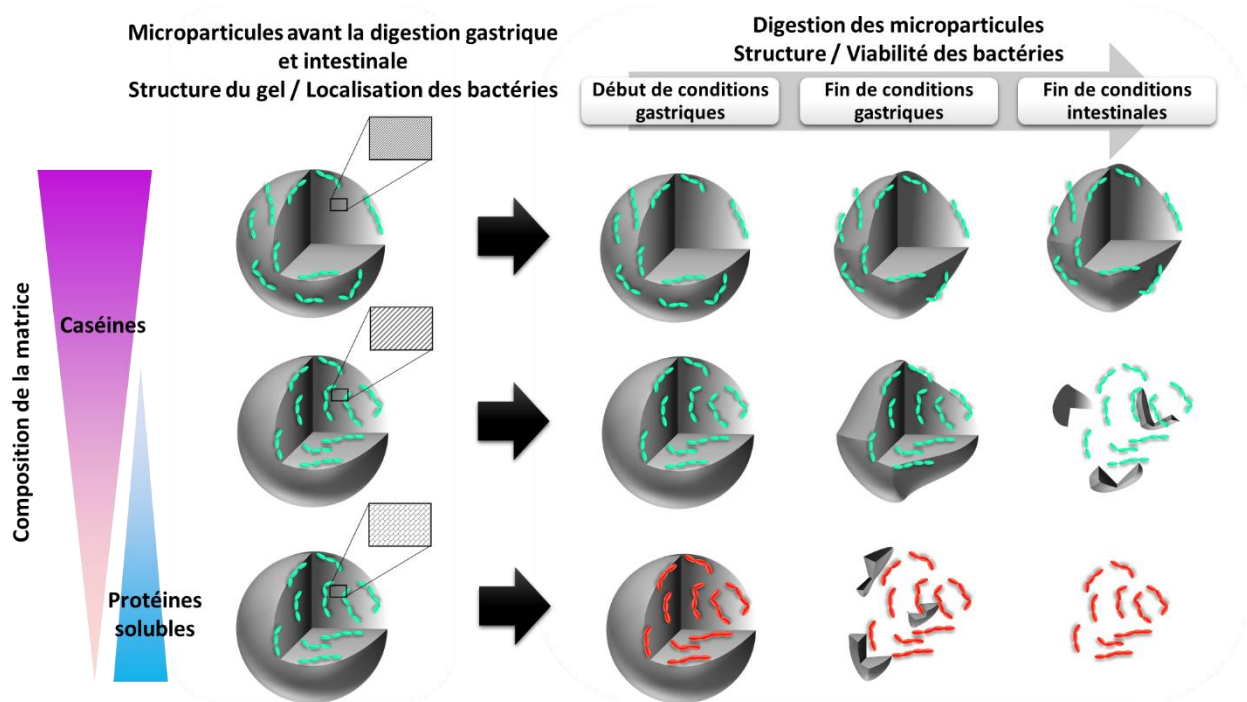 Microparticules avant la digestion gastrique
et intestinale
Structure du gel / Localisation des bactéries
Digestion des microparticules
Structure / Viabilité des bactéries
Début de conditions
gastriques
Fin de conditions
gastriques
Fin de conditions
intestinales
Composition de la matrice
Caséines
Protéines
solubles